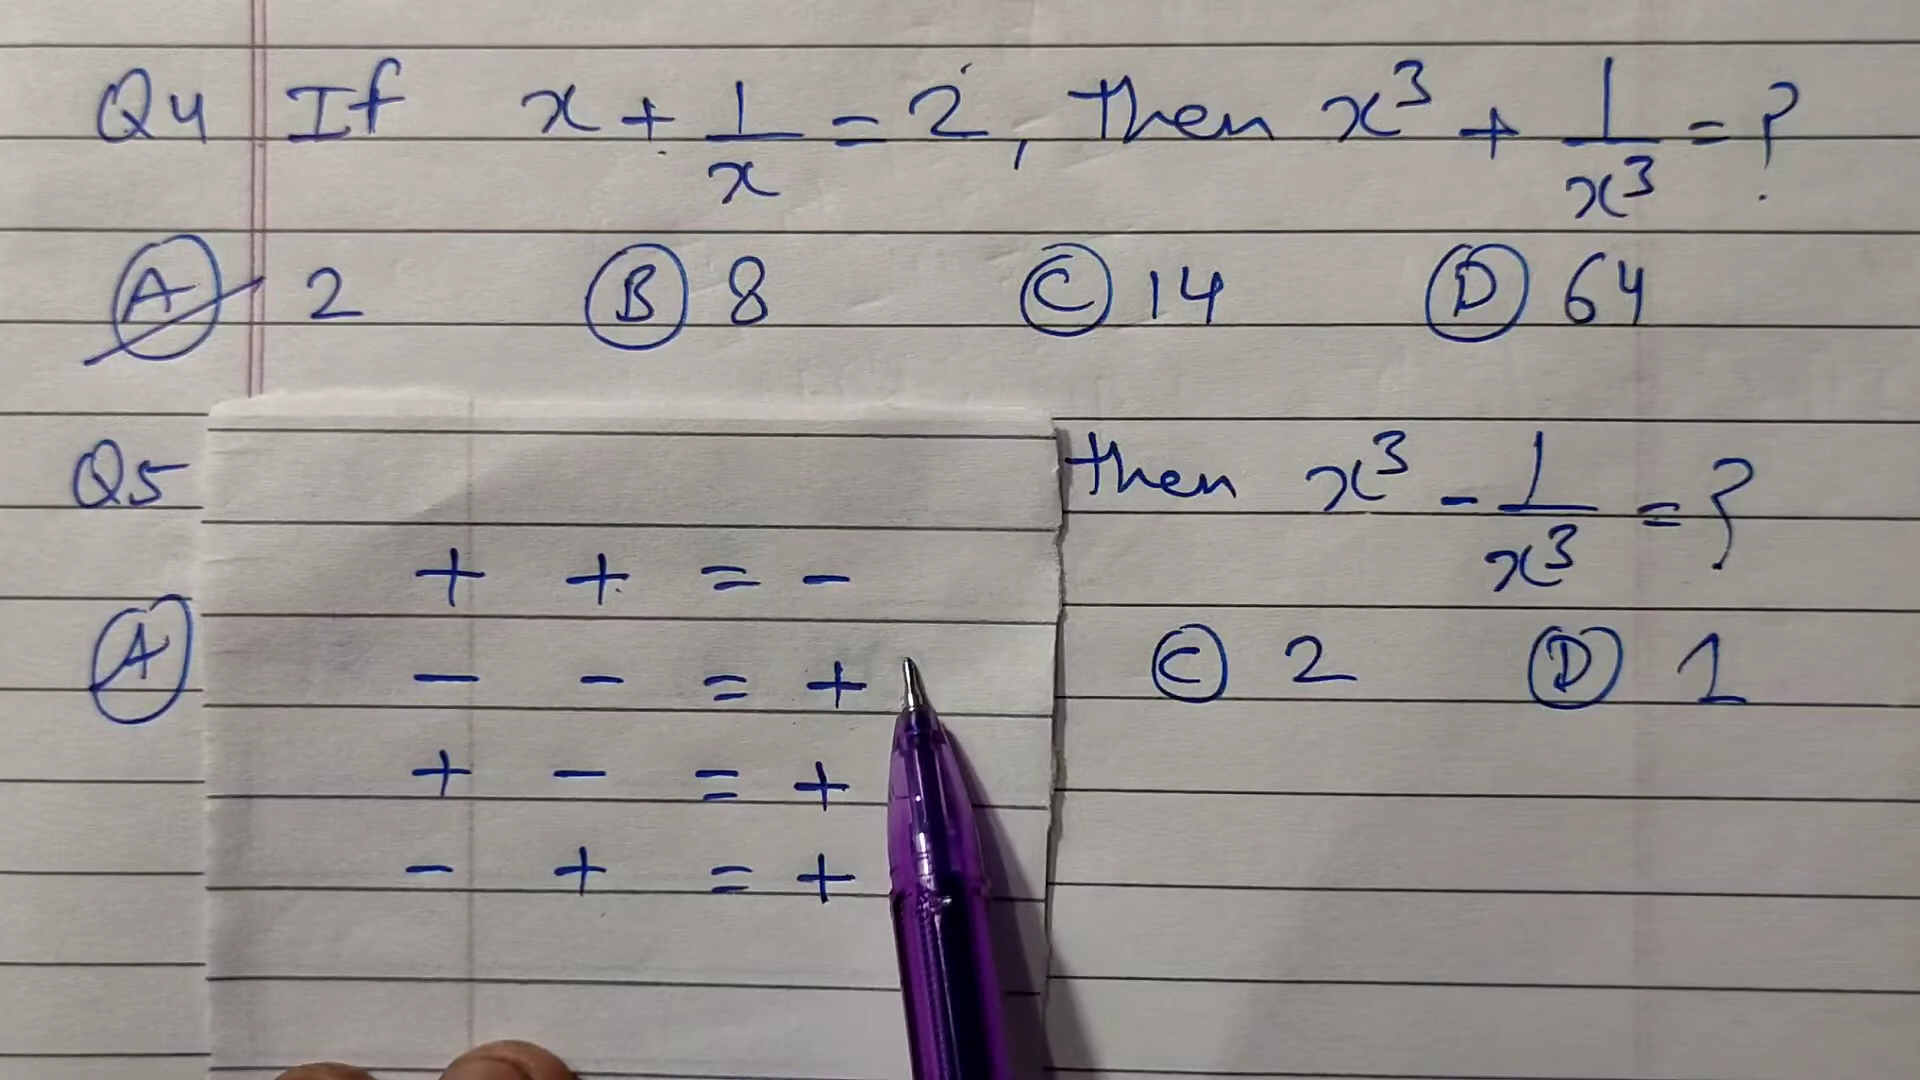 Q4 If x + 1/x = 2, then x³ + 1/x³ = ?
Ⓐ 2 Ⓑ 8 Ⓒ 14 Ⓓ 64
Q5 then x³ - 1/x³ = ?
Ⓐ Ⓒ 2 Ⓓ 1
+ + = -
- - = +
+ - = +
- + = +